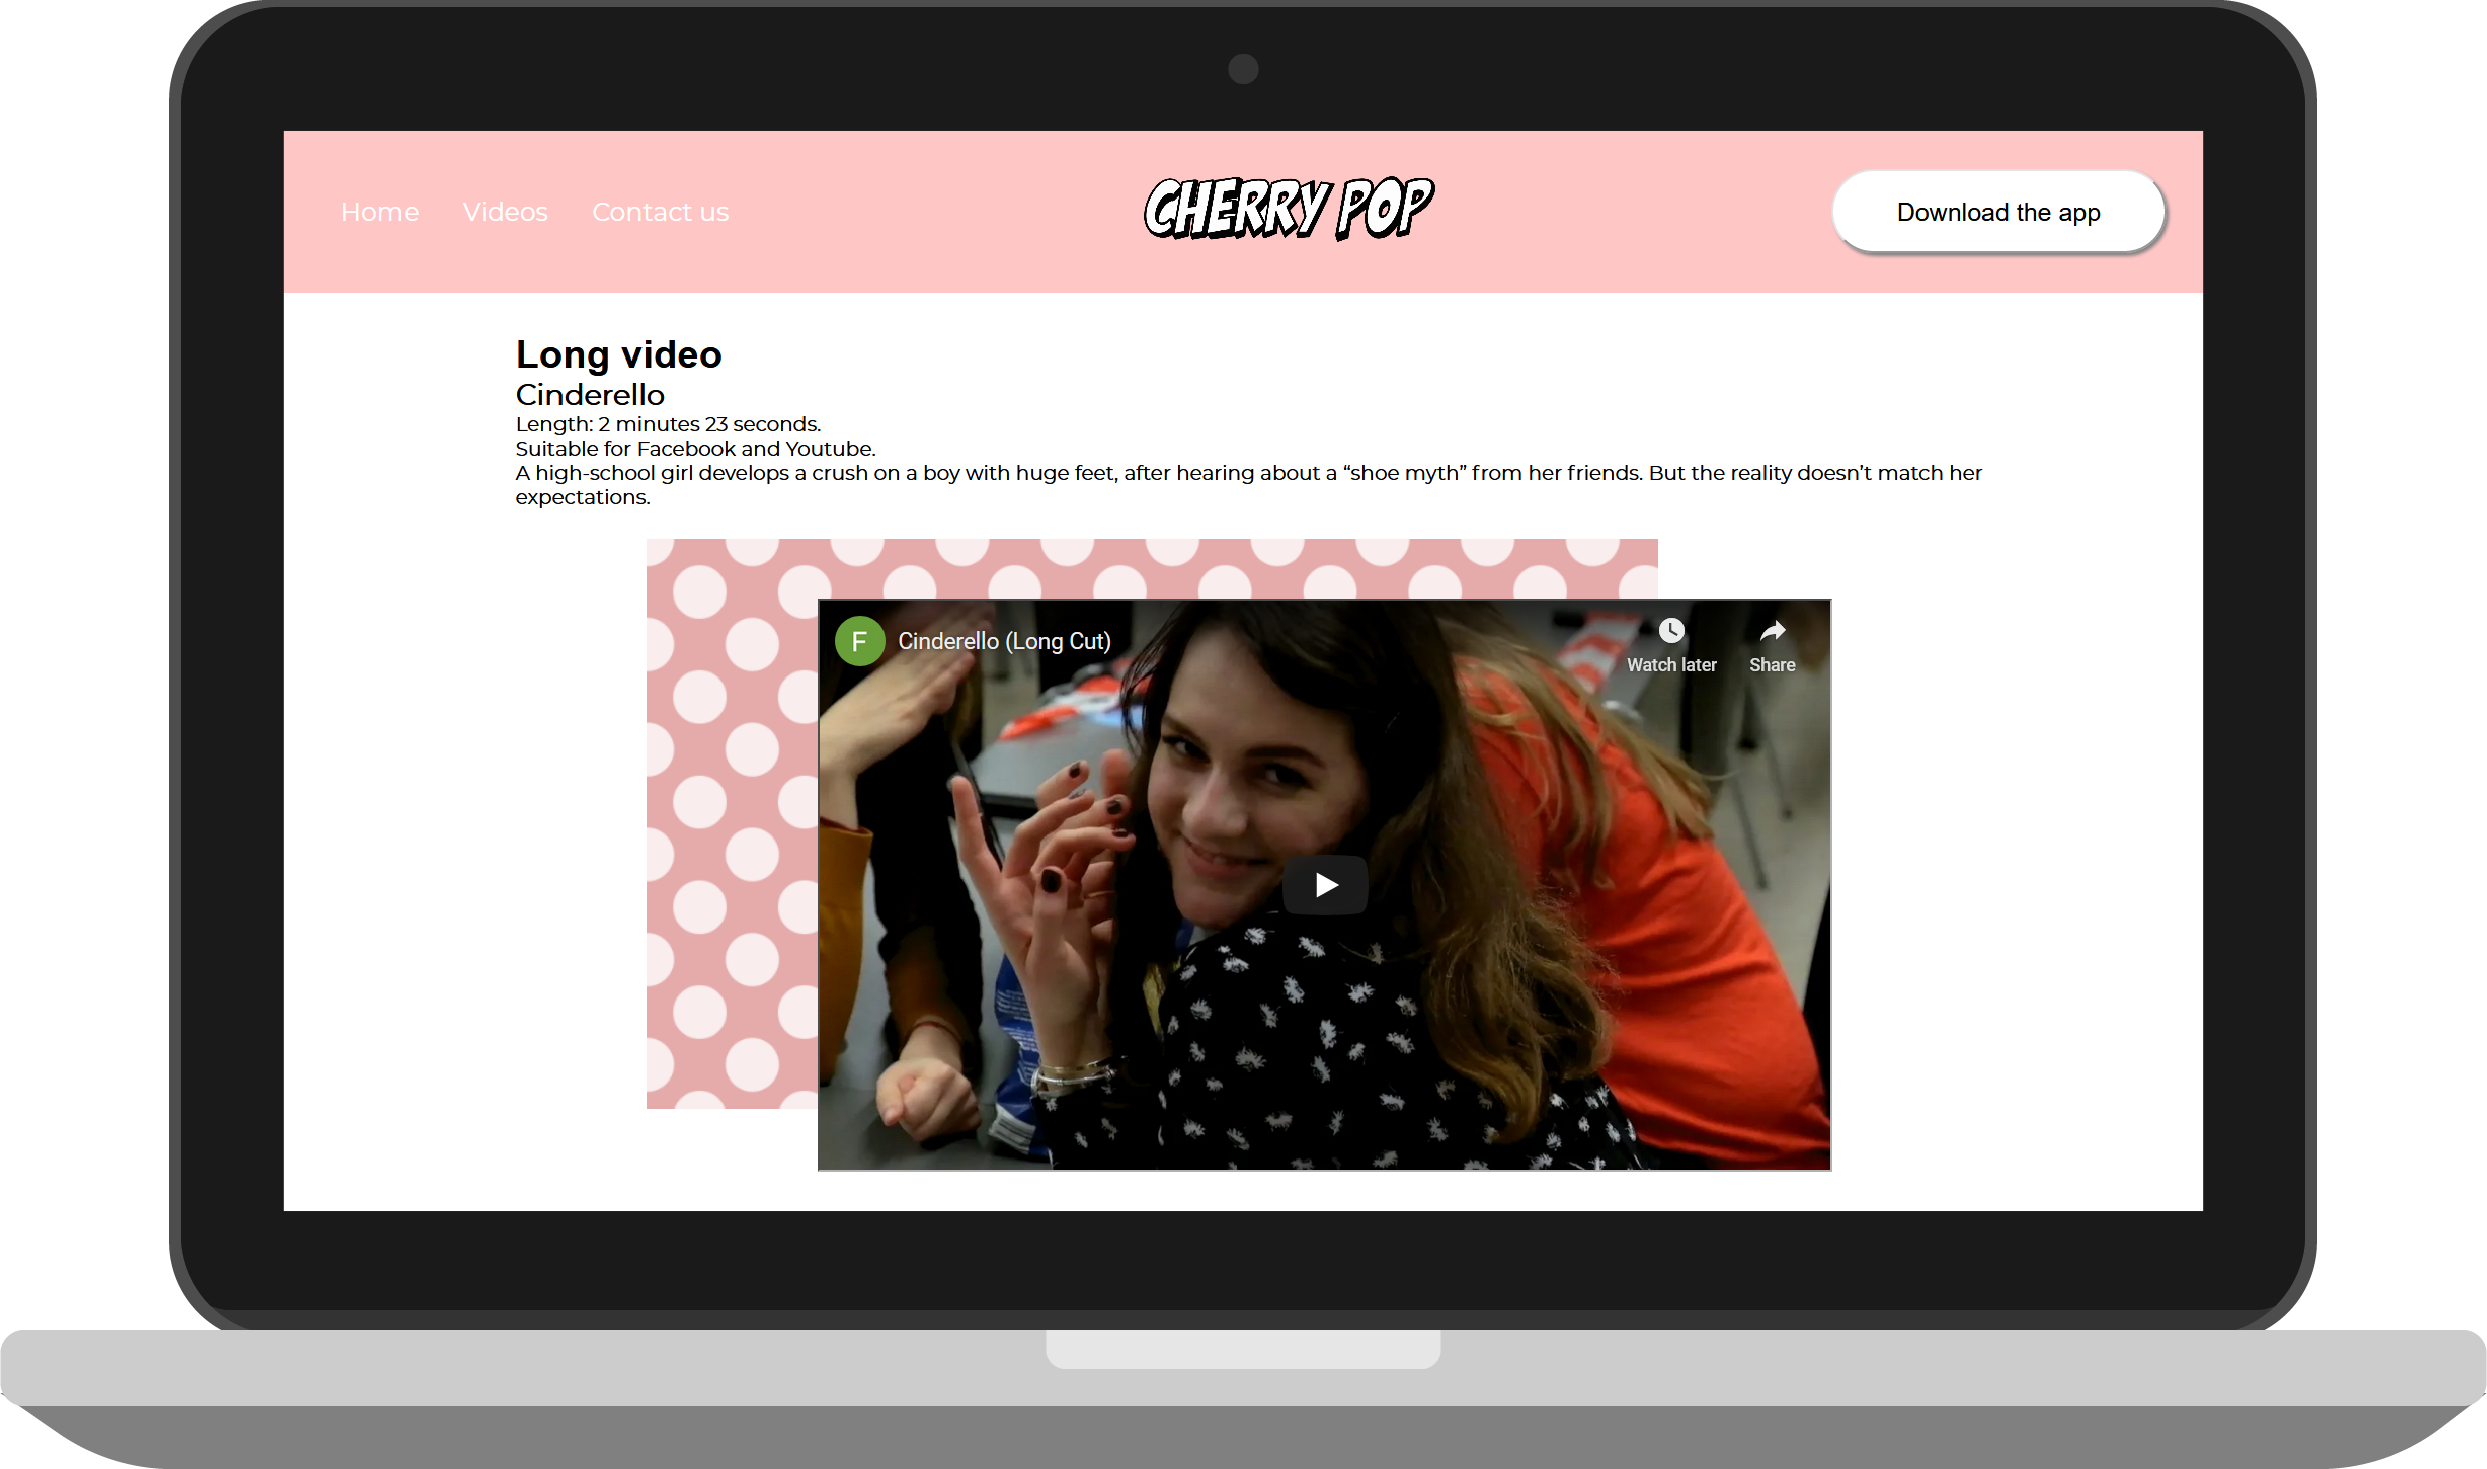 Home Videos Contact us
CHERRY POP
Download the app
Long video
Cinderello
Length: 2 minutes 23 seconds.
Suitable for Facebook and Youtube.
A high-school girl develops a crush on a boy with huge feet, after hearing about a “shoe myth” from her friends. But the reality doesn’t match her
expectations.
F Cinderello (Long Cut)
Watch later Share